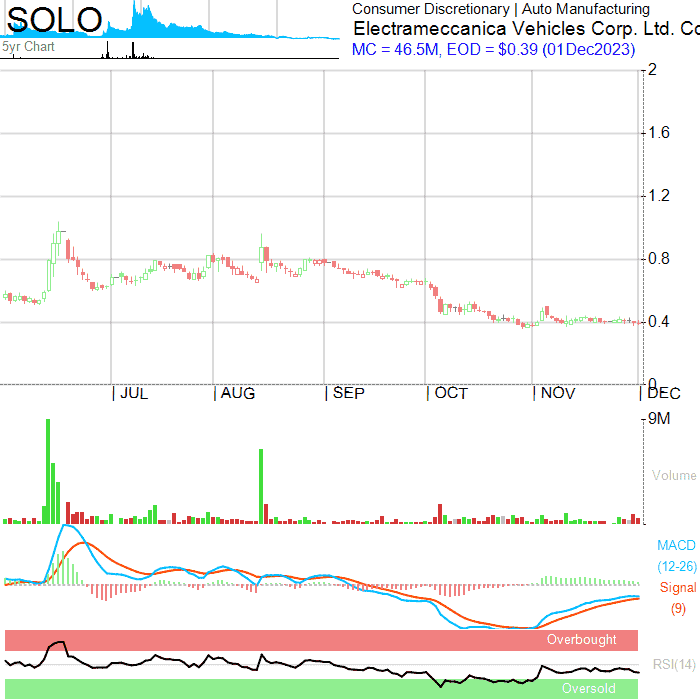 SOLO
5yr Chart
Consumer Discretionary | Auto Manufacturing
Electrameccanica Vehicles Corp. Ltd. Co
MC = 46.5M, EOD = $0.39 (01Dec2023)
2
1.6
1.2
0.8
0.4
0
| JUL | AUG | SEP | OCT | NOV | DEC
9M
Volume
MACD
(12-26)
Signal
(9)
Overbought
RSI(14)
Oversold